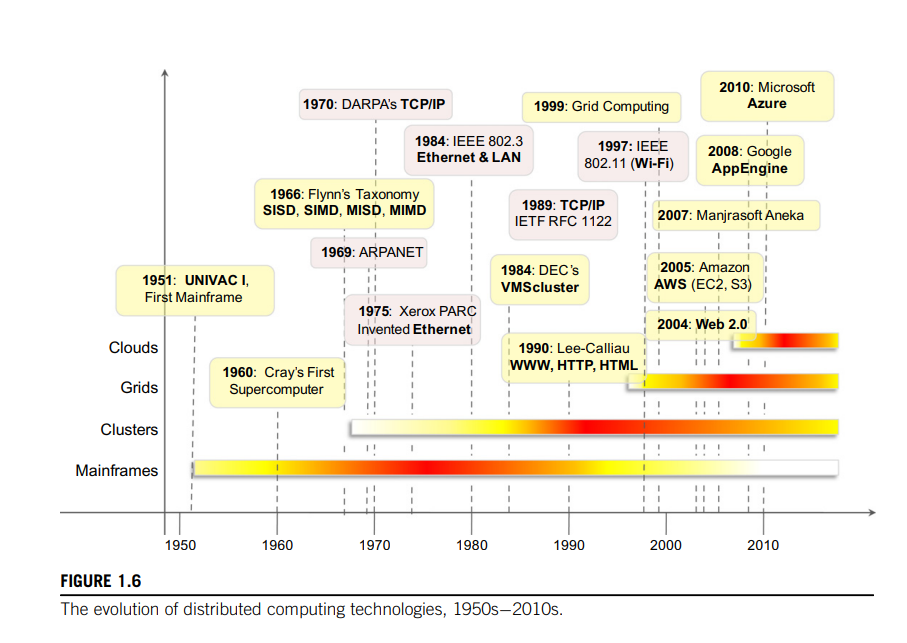 1970: DARPA's TCP/IP
1999: Grid Computing
2010: Microsoft
Azure
1984: IEEE 802.3
Ethernet & LAN
1997: IEEE
802.11 (Wi-Fi)
2008: Google
AppEngine
1966: Flynn's Taxonomy
SISD, SIMD, MISD, MIMD
1989: TCP/IP
IETF RFC 1122
2007: Manjrasoft Aneka
1969: ARPANET
1951: UNIVAC I,
First Mainframe
1984: DEC's
VMScluster
2005: Amazon
AWS (EC2, S3)
1975: Xerox PARC
Invented Ethernet
2004: Web 2.0
1990: Lee-Calliau
WWW, HTTP, HTML
1960: Cray's First
Supercomputer
Clouds
Grids
Clusters
Mainframes
1950 1960 1970 1980 1990 2000 2010
FIGURE 1.6
The evolution of distributed computing technologies, 1950s–2010s.